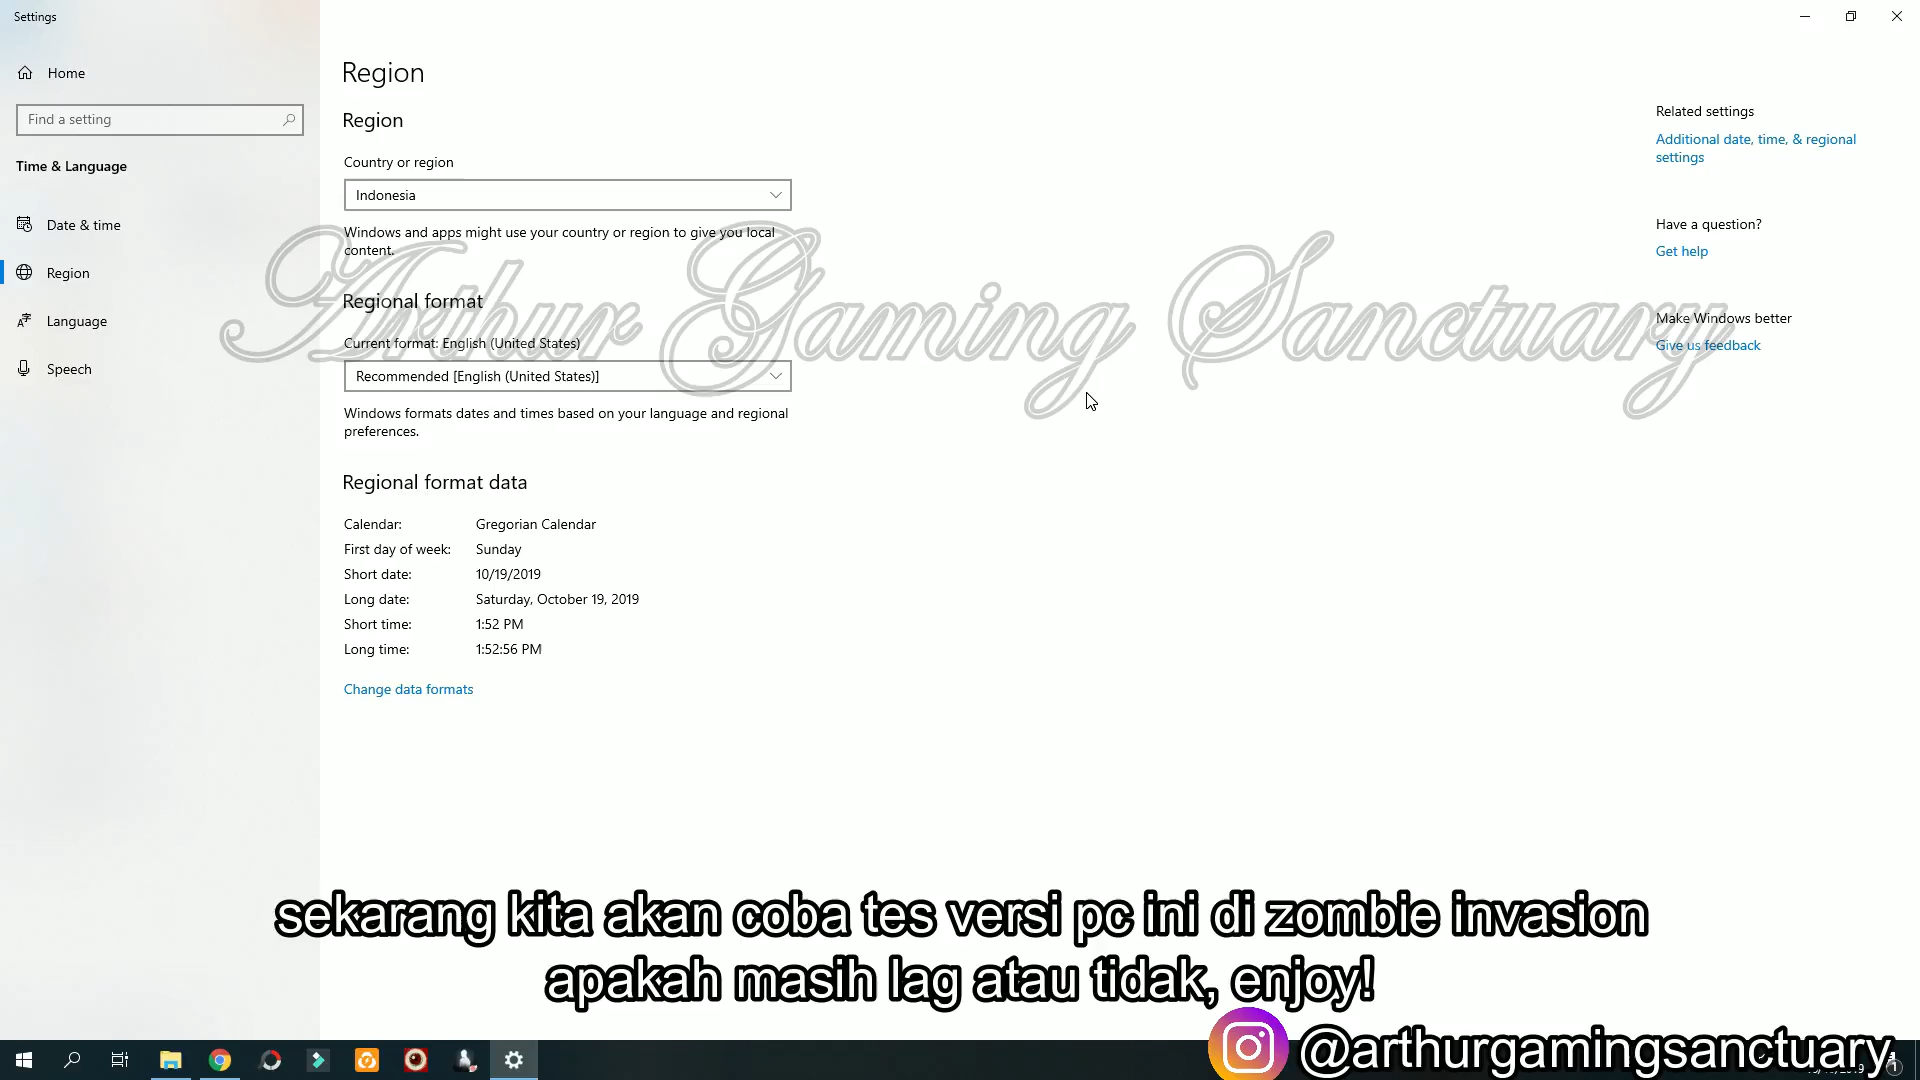 Settings
Home
Find a setting
Time & Language
Date & time
Region
Language
Speech
Region
Region
Country or region
Indonesia
Windows and apps might use your country or region to give you local
content.
Regional format
Current format: English (United States)
Recommended [English (United States)]
Windows formats dates and times based on your language and regional
preferences.
Regional format data
Calendar: Gregorian Calendar
First day of week: Sunday
Short date: 10/19/2019
Long date: Saturday, October 19, 2019
Short time: 1:52 PM
Long time: 1:52:56 PM
Change data formats
Related settings
Additional date, time, & regional
settings
Have a question?
Get help
Make Windows better
Give us feedback
Arthur Gaming Sanctuary
sekarang kita akan coba tes versi pc ini di zombie invasion
apakah masih lag atau tidak, enjoy!
@arthurgamingsanctuary
1